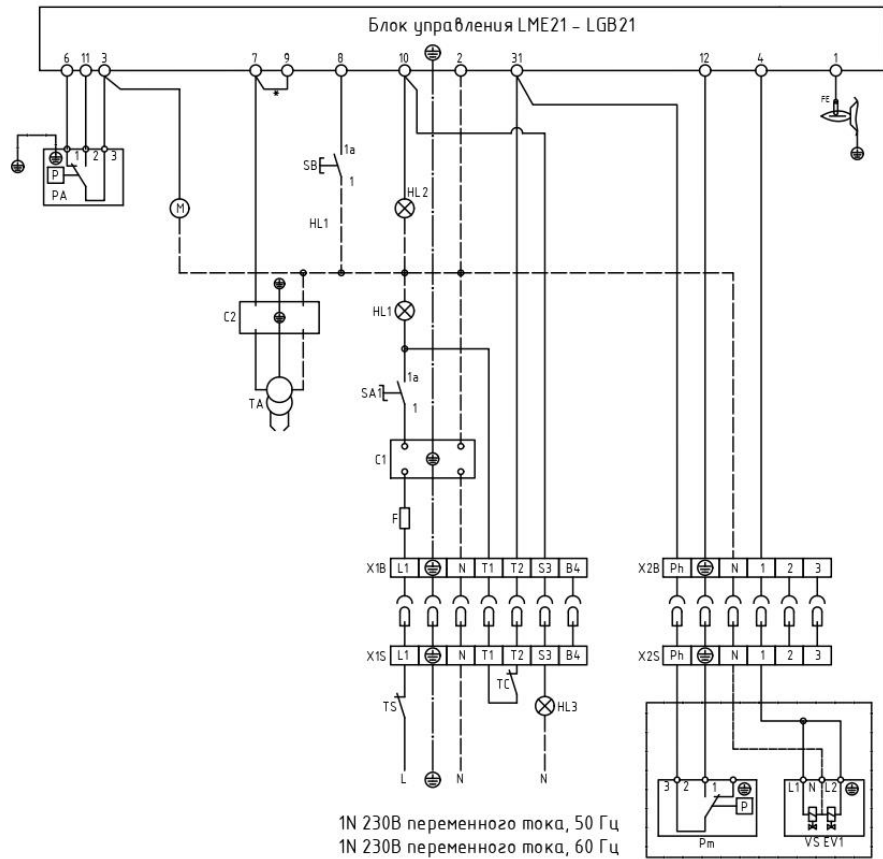 Блок управления LME21 - LGB21
6 11 3 7 9 8 10 2 31 12 4 1
*
FE
1 2 3
P
PA
SB 1a
1
M
HL1
HL2
C2
HL1
TA
SA1 1a
1
C1
F
X1B L1 N T1 T2 S3 B4
X2B Ph N 1 2 3
X1S L1 N T1 T2 S3 B4
X2S Ph N 1 2 3
TS
TC
HL3
L N N
3 2 1
P
Pm
L1 N L2
VS EV1
1N 230В переменного тока, 50 Гц
1N 230В переменного тока, 60 Гц